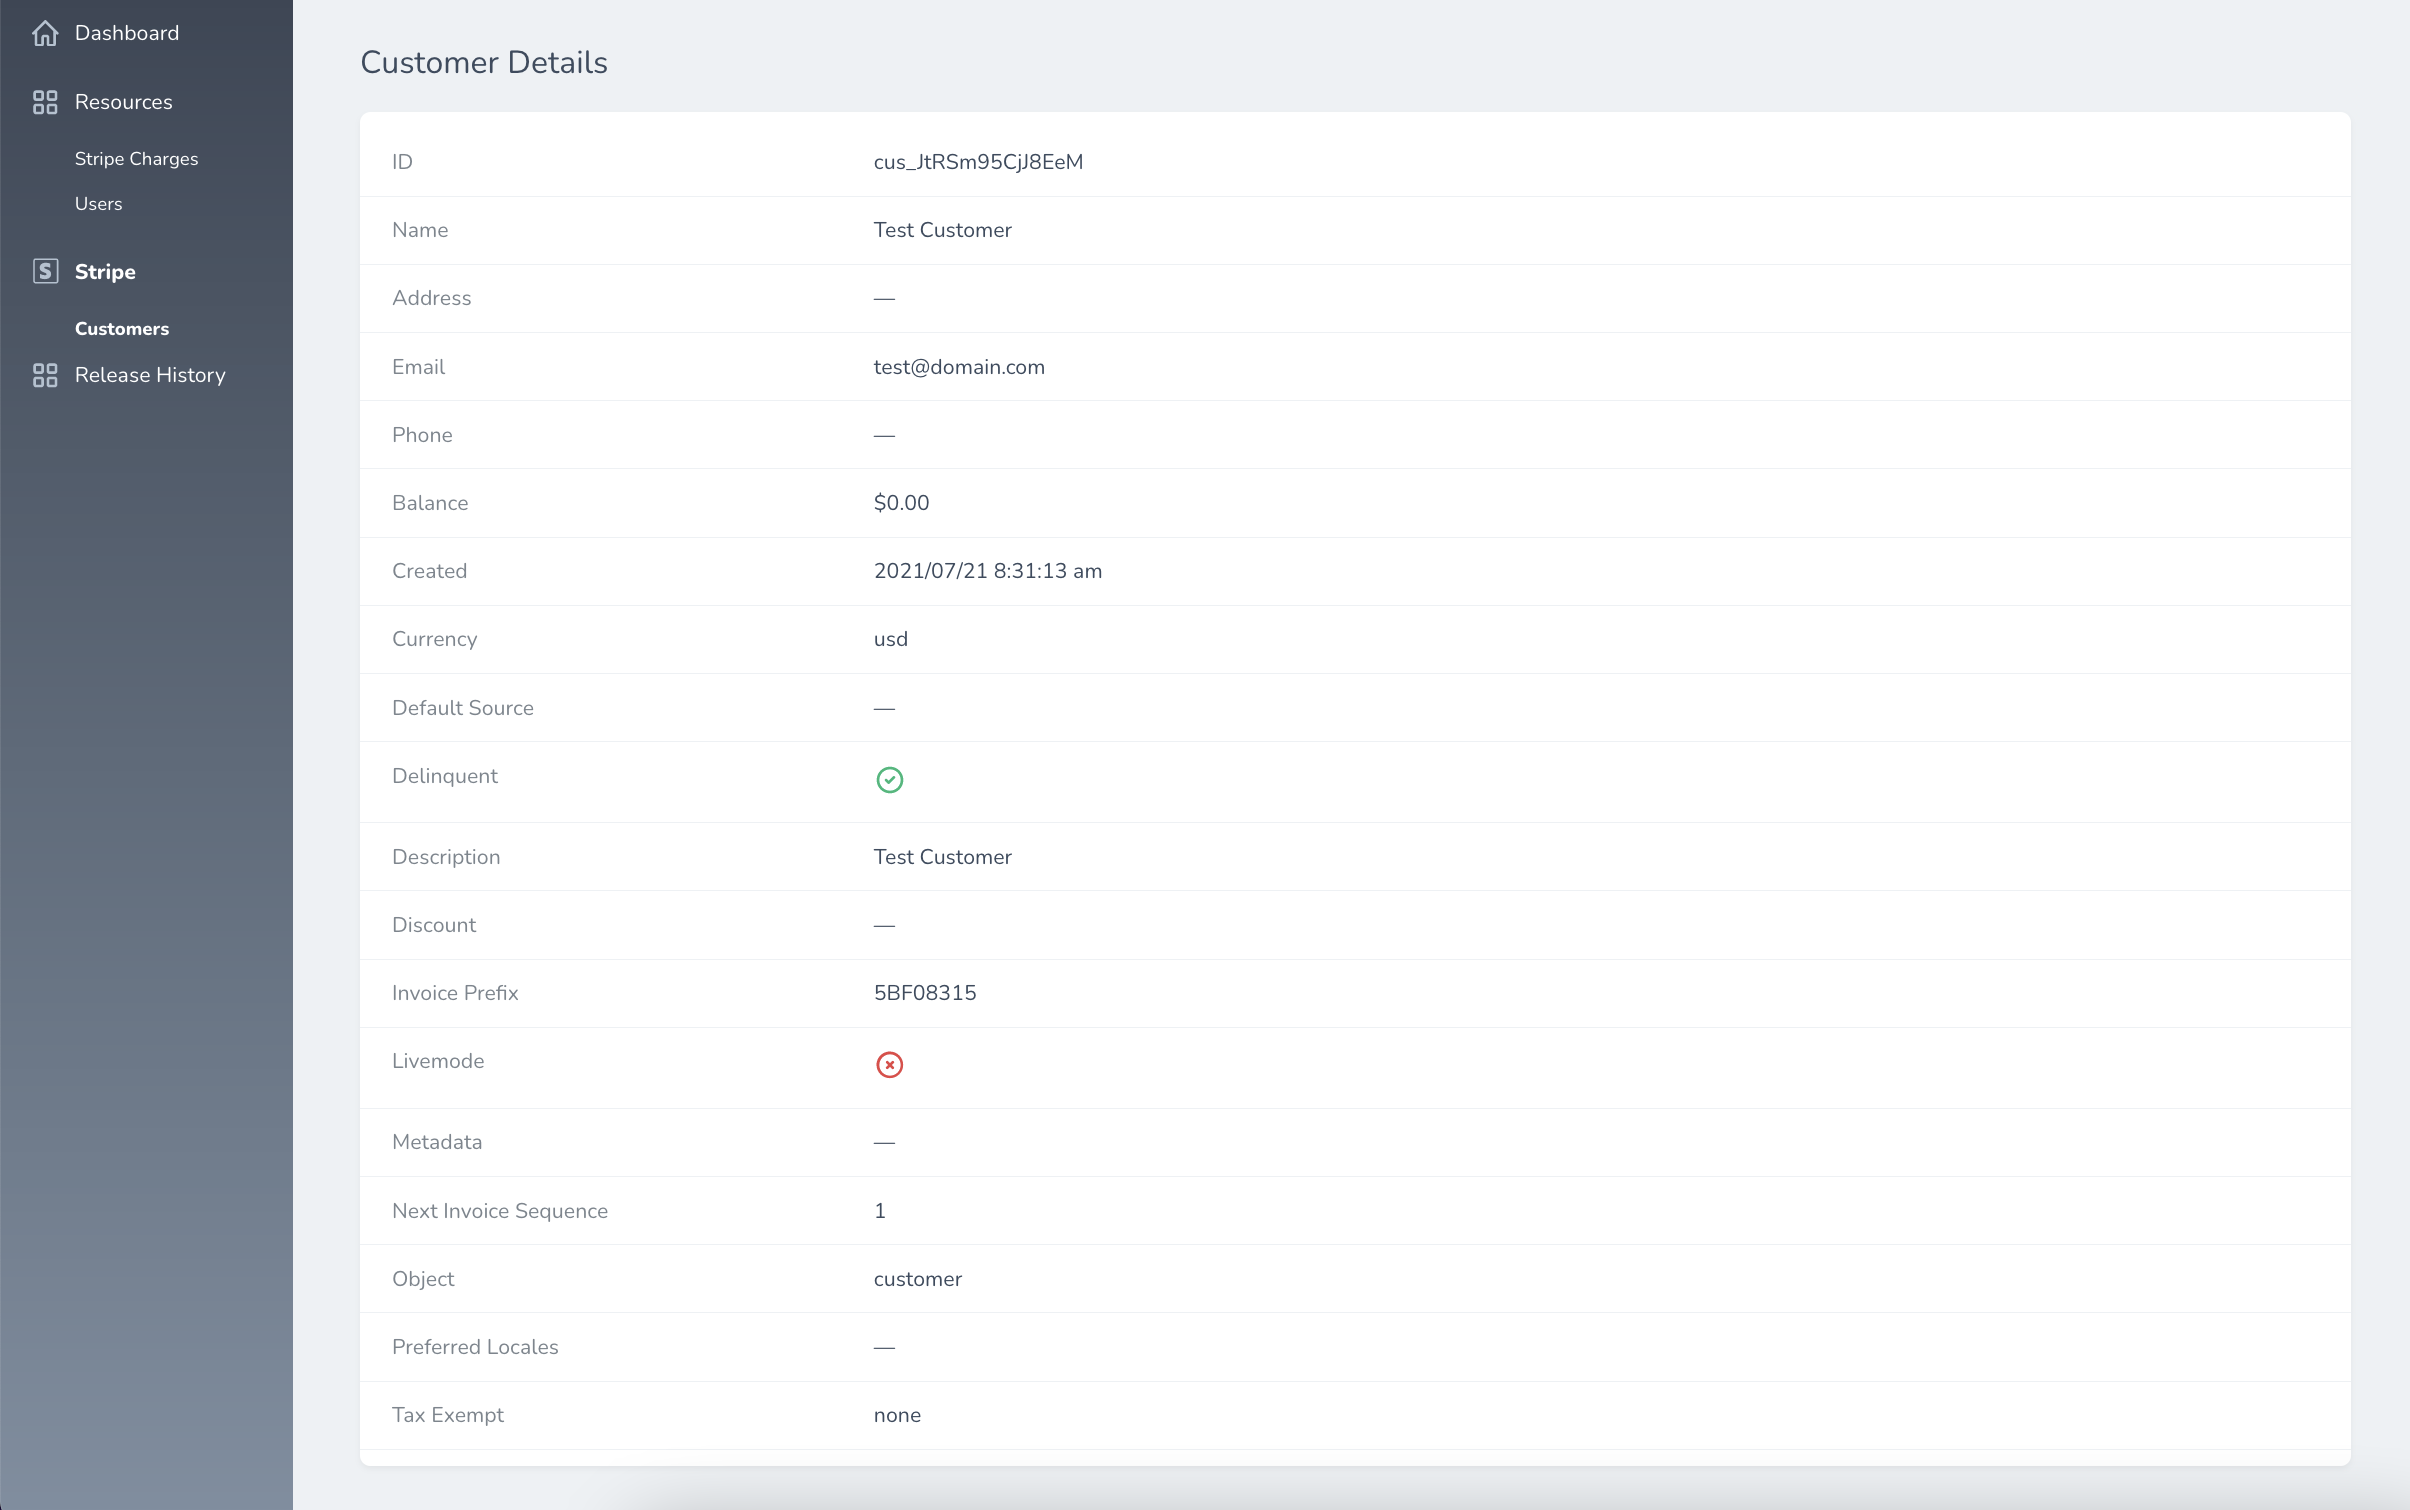 Dashboard
Resources
Stripe Charges
Users
S Stripe
Customers
Release History
Customer Details
ID cus_JtRSm95CjJ8EeM
Name Test Customer
Address —
Email test@domain.com
Phone —
Balance $0.00
Created 2021/07/21 8:31:13 am
Currency usd
Default Source —
Delinquent
Description Test Customer
Discount —
Invoice Prefix 5BF08315
Livemode
Metadata —
Next Invoice Sequence 1
Object customer
Preferred Locales —
Tax Exempt none